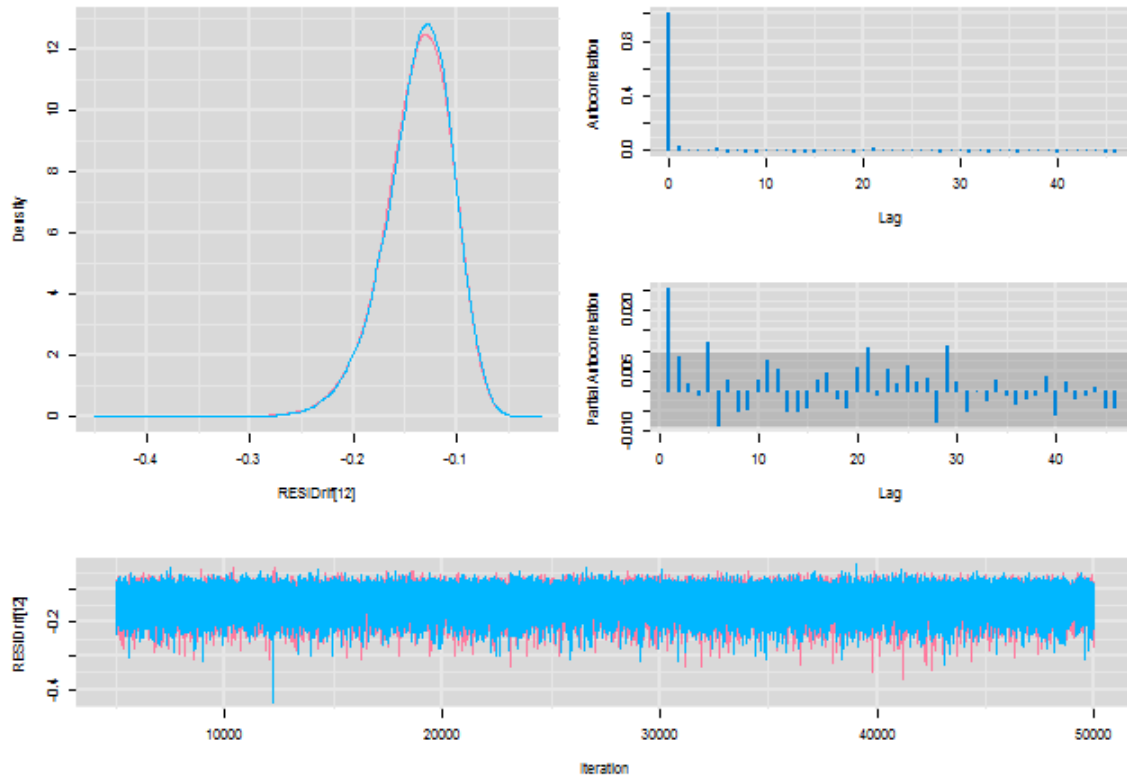 Density
0 2 4 6 8 10 12
-0.4 -0.3 -0.2 -0.1
RESIDrif[12]
Autocorrelation
0.0 0.4 0.8
0 10 20 30 40
Lag
Partial Autocorrelation
-0.010 0.005 0.020
0 10 20 30 40
Lag
RESIDrif[12]
-0.4 -0.2
10000 20000 30000 40000 50000
Iteration